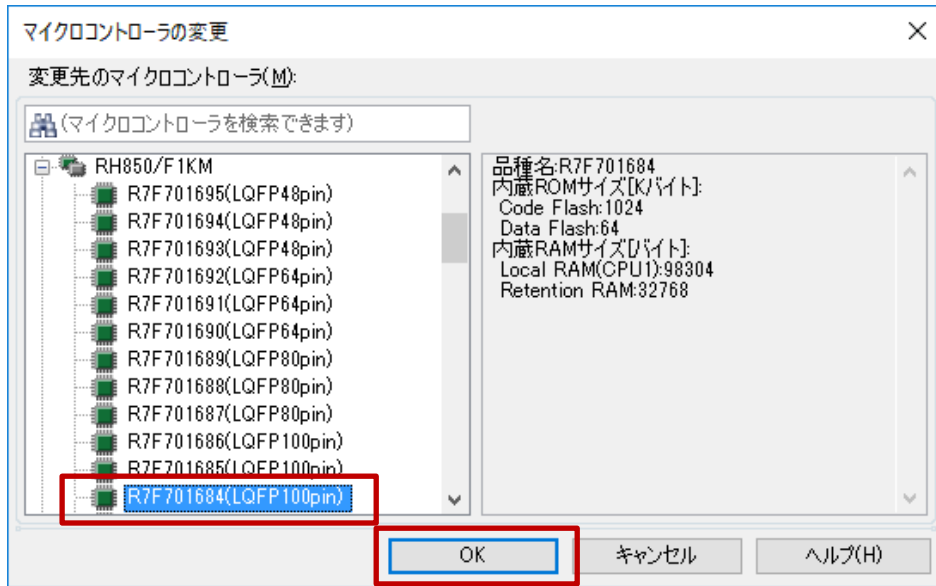 マイクロコントローラの変更
変更先のマイクロコントローラ(M):
(マイクロコントローラを検索できます)
RH850/F1KM
R7F701695(LQFP48pin)
R7F701694(LQFP48pin)
R7F701693(LQFP48pin)
R7F701692(LQFP64pin)
R7F701691(LQFP64pin)
R7F701690(LQFP64pin)
R7F701689(LQFP80pin)
R7F701688(LQFP80pin)
R7F701687(LQFP80pin)
R7F701686(LQFP100pin)
R7F701685(LQFP100pin)
R7F701684(LQFP100pin)
品種名:R7F701684
内蔵ROMサイズ[Kバイト]:
Code Flash:1024
Data Flash:64
内蔵RAMサイズ[バイト]:
Local RAM(CPU1):98304
Retention RAM:32768
OK
キャンセル
ヘルプ(H)